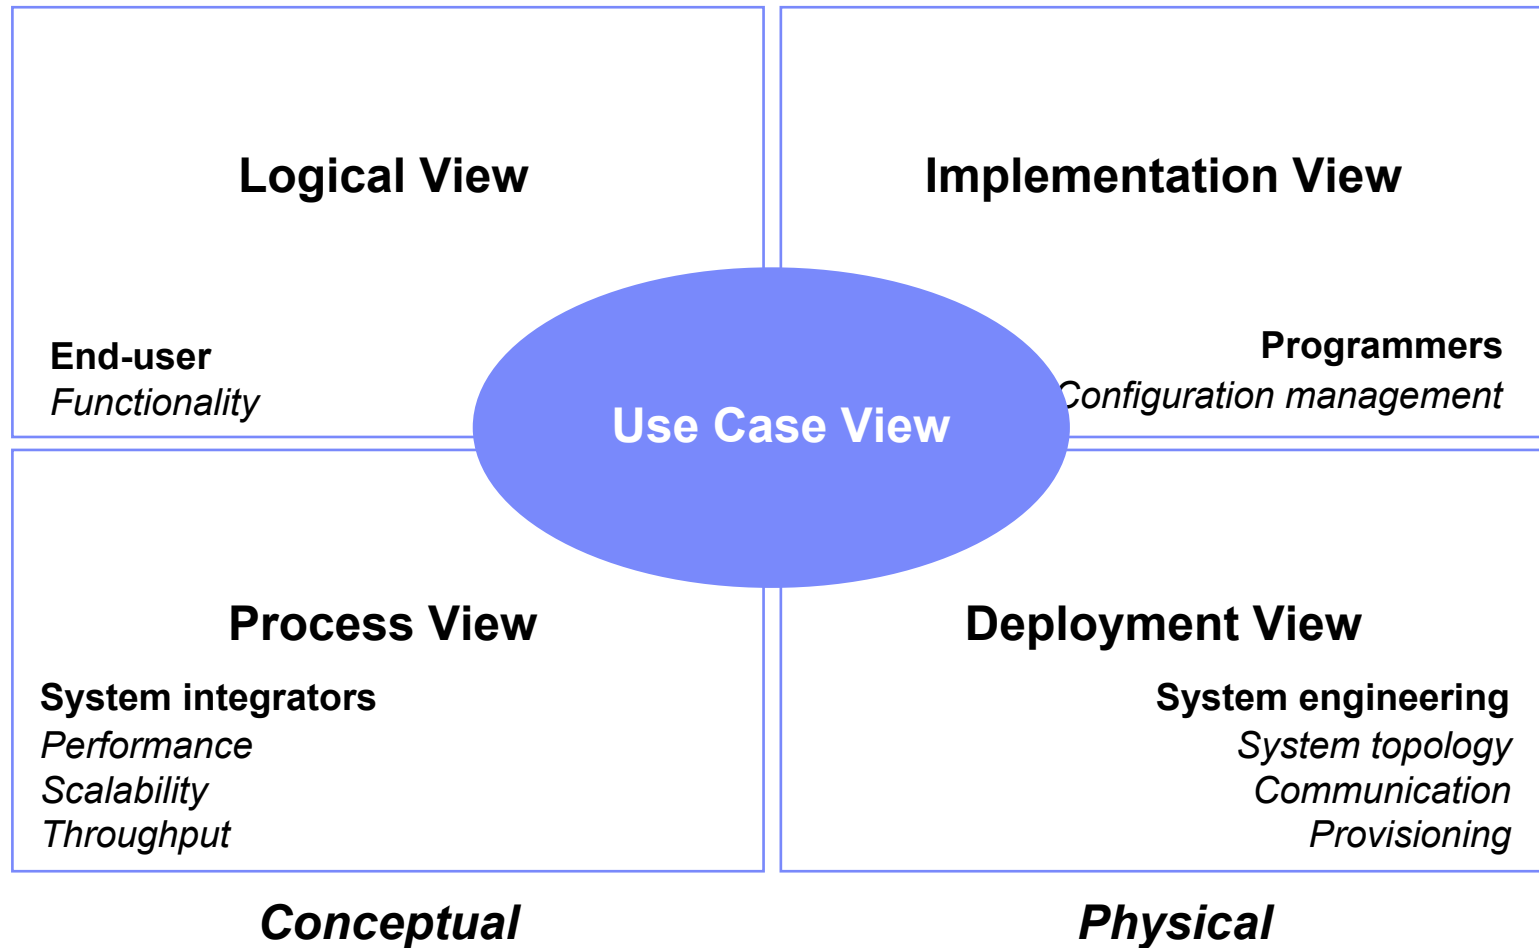 Logical View
End-user
Functionality
Implementation View
Programmers
Configuration management
Use Case View
Process View
System integrators
Performance
Scalability
Throughput
Deployment View
System engineering
System topology
Communication
Provisioning
Conceptual
Physical